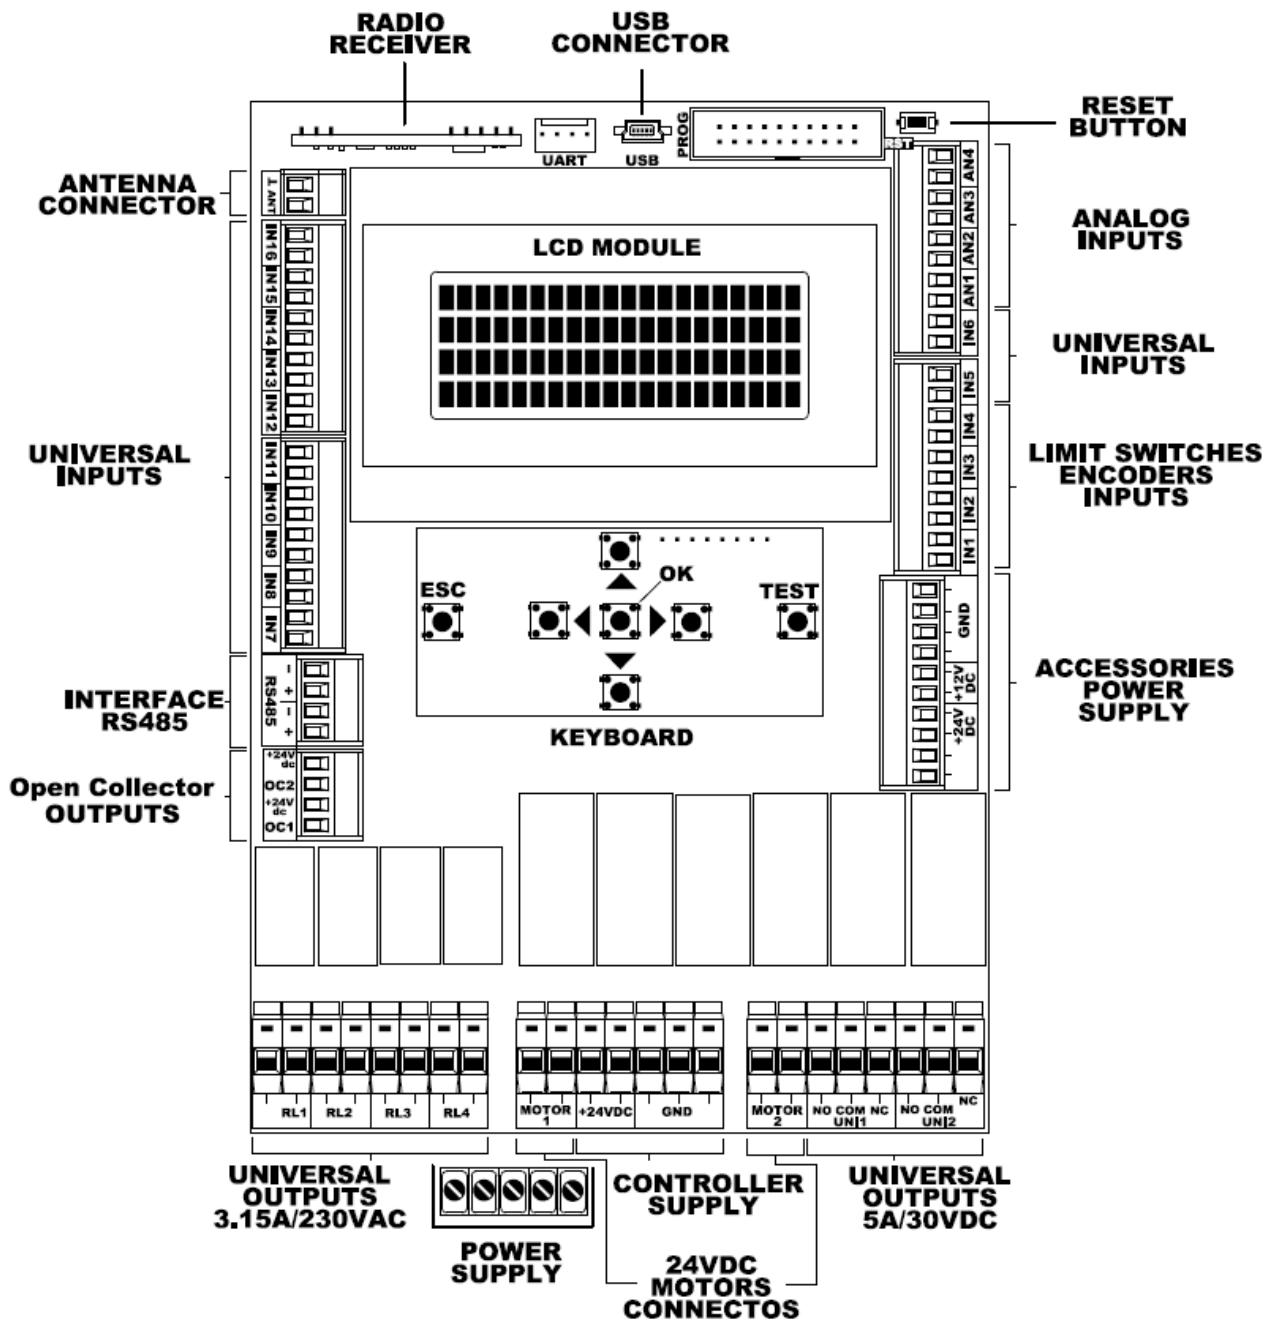 RADIO
RECEIVER
USB
CONNECTOR
RESET
BUTTON
PROG
UART
USB
RST
ANTENNA
CONNECTOR
⊥ ANT
IN16
IN15
IN14
IN13
IN12
UNIVERSAL
INPUTS
IN11
IN10
IN9
IN8
IN7
INTERFACE
RS485
RS485
-
+
-
+
Open Collector
OUTPUTS
+24V
dc
OC2
+24V
dc
OC1
LCD MODULE
ESC
OK
TEST
KEYBOARD
AN4
AN3
AN2
AN1
ANALOG
INPUTS
IN6
IN5
UNIVERSAL
INPUTS
IN4
IN3
IN2
IN1
LIMIT SWITCHES
ENCODERS
INPUTS
GND
+12V
DC
+24V
DC
ACCESSORIES
POWER
SUPPLY
RL1
RL2
RL3
RL4
MOTOR
1
+24VDC
GND
MOTOR
2
NO COM NC
UNI1
NO COM
NC
UNI2
UNIVERSAL
OUTPUTS
3.15A/230VAC
POWER
SUPPLY
CONTROLLER
SUPPLY
24VDC
MOTORS
CONNECTOS
UNIVERSAL
OUTPUTS
5A/30VDC